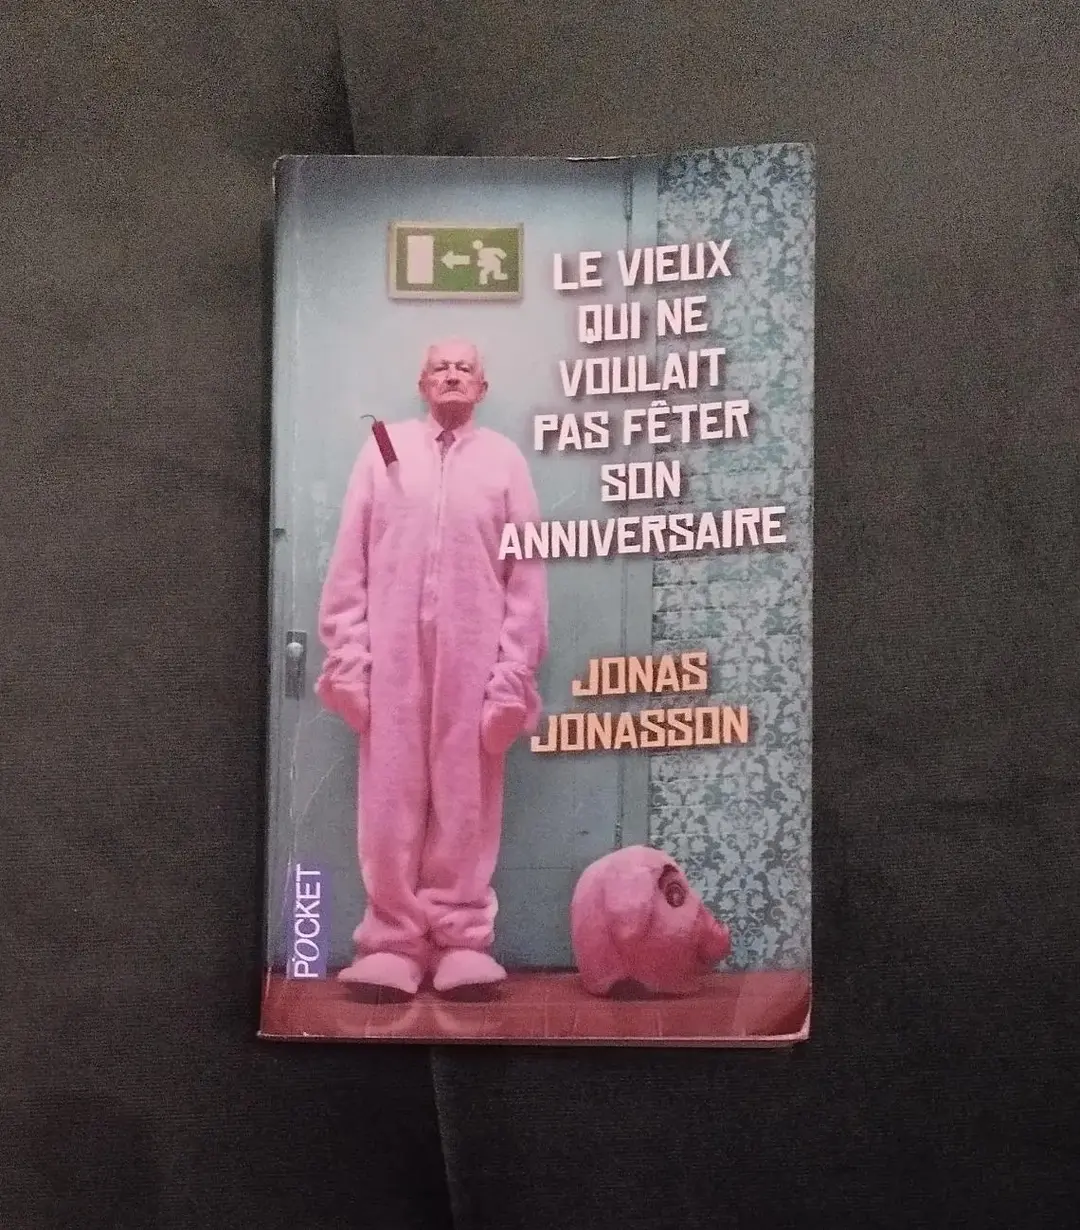 LE VIEUX
QUI NE
VOULAIT
PAS FÊTER
SON
ANNIVERSAIRE
JONAS
JONASSON
POCKET